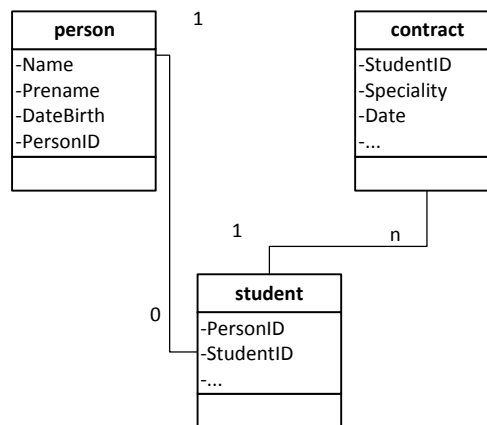 person
-Name
-Prename
-DateBirth
-PersonID
1
contract
-StudentID
-Speciality
-Date
-...
1
n
0
student
-PersonID
-StudentID
-...